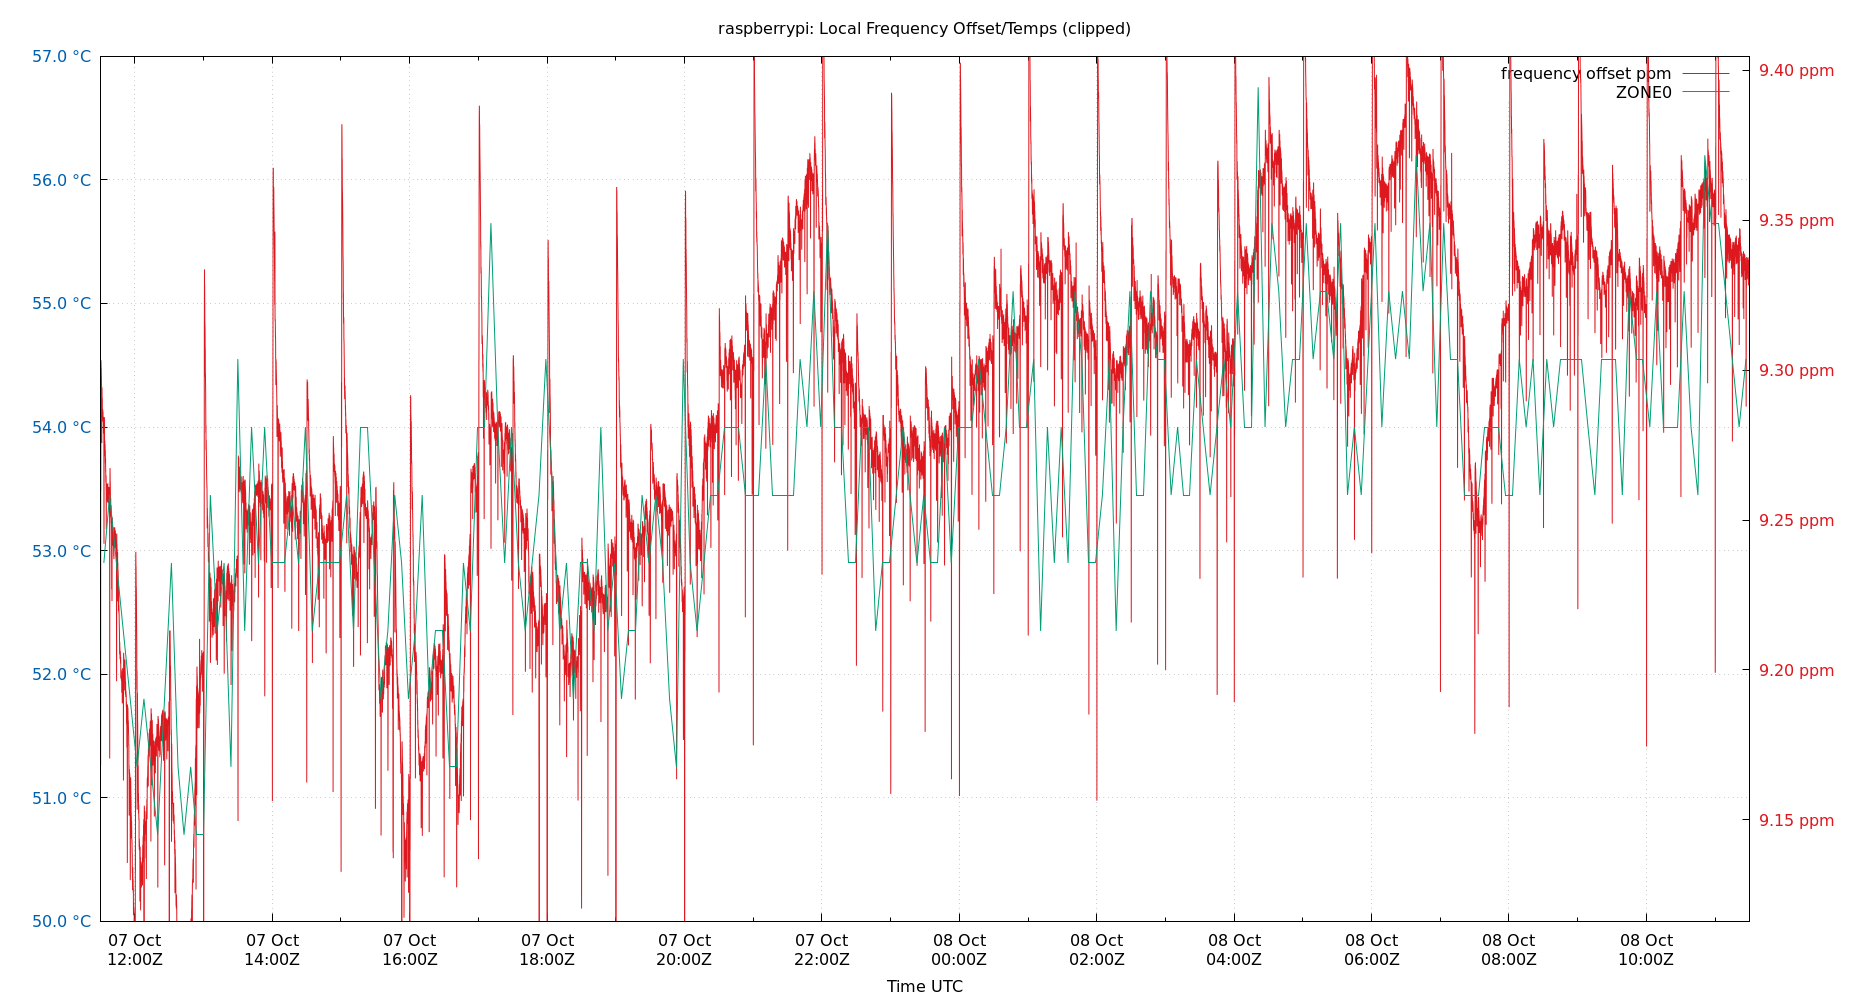 raspberrypi: Local Frequency Offset/Temps (clipped)
57.0 °C
56.0 °C
55.0 °C
54.0 °C
53.0 °C
52.0 °C
51.0 °C
50.0 °C
frequency offset ppm
ZONE0
9.40 ppm
9.35 ppm
9.30 ppm
9.25 ppm
9.20 ppm
9.15 ppm
07 Oct 07 Oct 07 Oct 07 Oct 07 Oct 07 Oct 08 Oct 08 Oct 08 Oct 08 Oct 08 Oct 08 Oct
12:00Z 14:00Z 16:00Z 18:00Z 20:00Z 22:00Z 00:00Z 02:00Z 04:00Z 06:00Z 08:00Z 10:00Z
Time UTC